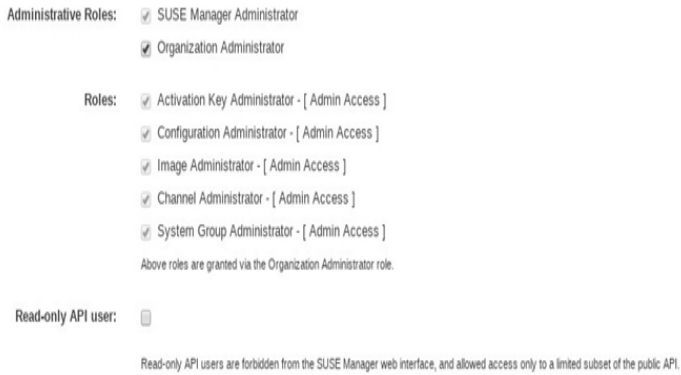 Administrative Roles: SUSE Manager Administrator
Organization Administrator
Roles: Activation Key Administrator - [ Admin Access ]
Configuration Administrator - [ Admin Access ]
Image Administrator - [ Admin Access ]
Channel Administrator - [ Admin Access ]
System Group Administrator - [ Admin Access ]
Above roles are granted via the Organization Administrator role.
Read-only API user:
Read-only API users are forbidden from the SUSE Manager web interface, and allowed access only to a limited subset of the public API.